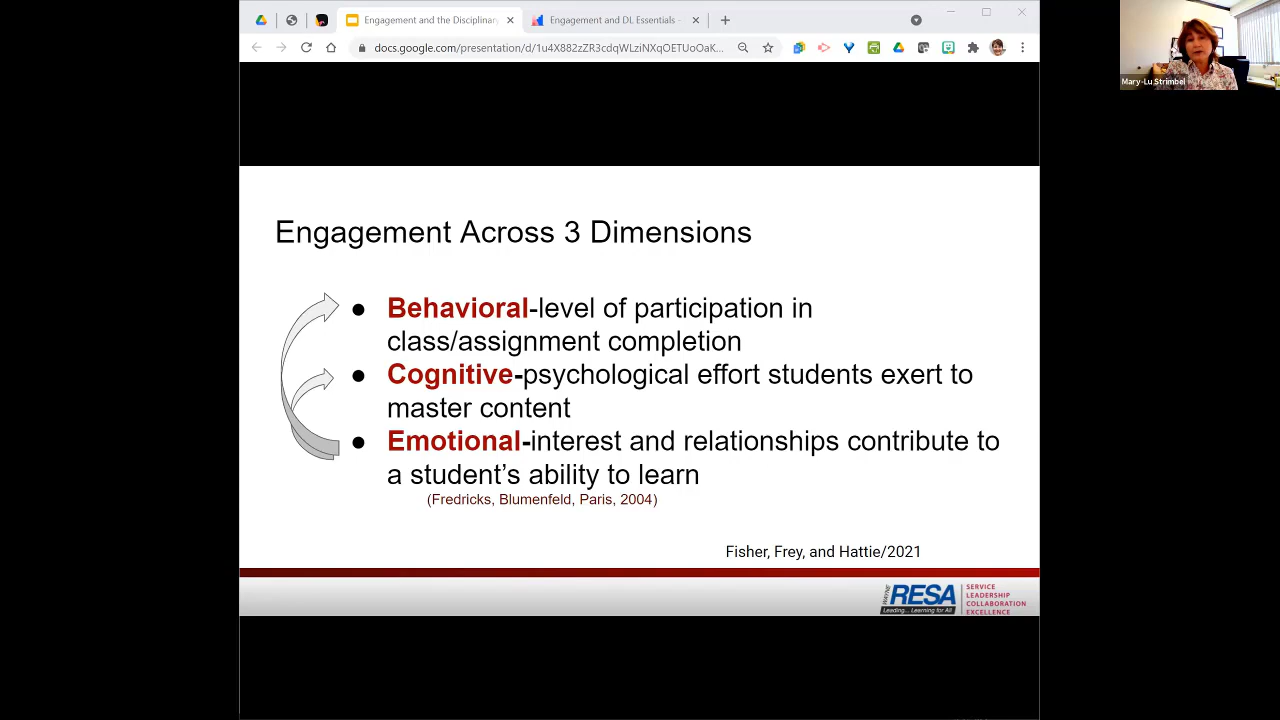 Engagement and the Disciplinary
Engagement and DL Essentials -
docs.google.com/presentation/d/1u4X882zZR3cdqWLziNXqOETUoOaK...
Mary-Lu Strimbel
Engagement Across 3 Dimensions
● Behavioral-level of participation in
class/assignment completion
● Cognitive-psychological effort students exert to
master content
● Emotional-interest and relationships contribute to
a student's ability to learn
(Fredricks, Blumenfeld, Paris, 2004)
Fisher, Frey, and Hattie/2021
WAYNE
RESA
Leading... Learning for All
SERVICE
LEADERSHIP
COLLABORATION
EXCELLENCE